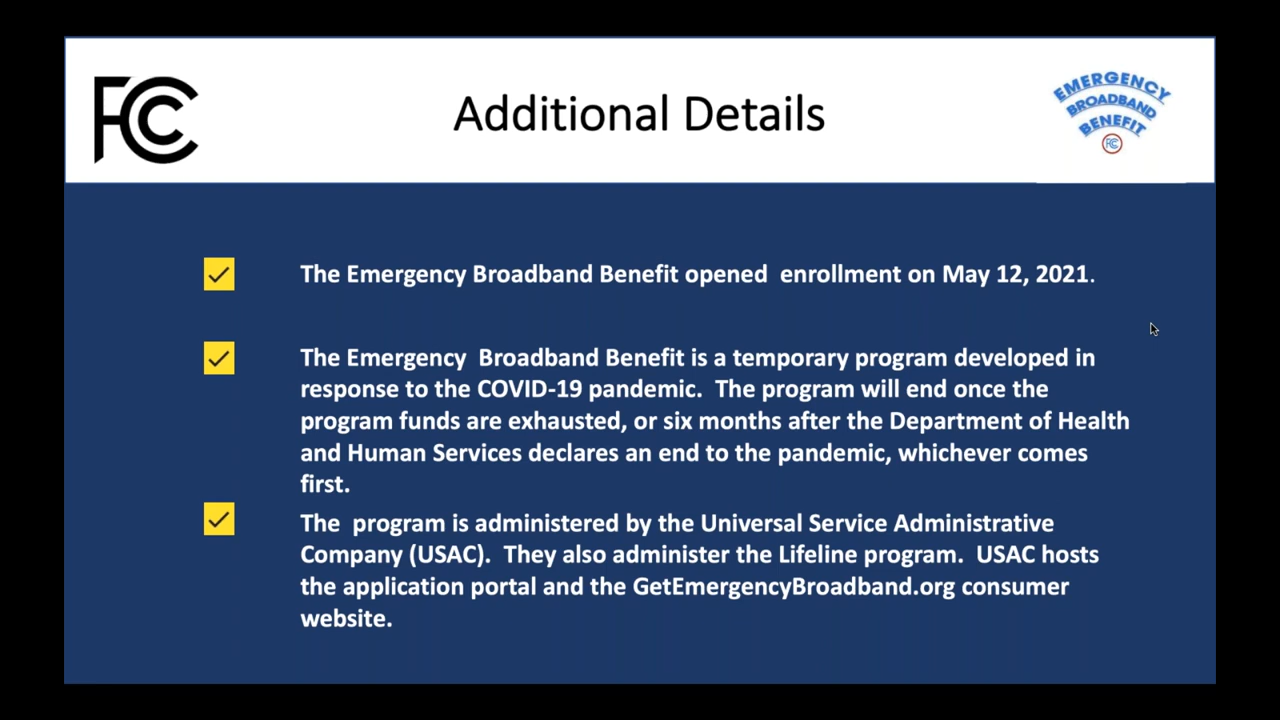 FCC
Additional Details
EMERGENCY
BROADBAND
BENEFIT
FCC
The Emergency Broadband Benefit opened  enrollment on May 12, 2021.
The Emergency  Broadband Benefit is a temporary program developed in
response to the COVID-19 pandemic.  The program will end once the
program funds are exhausted, or six months after the Department of Health
and Human Services declares an end to the pandemic, whichever comes
first.
The  program is administered by the Universal Service Administrative
Company (USAC).  They also administer the Lifeline program.  USAC hosts
the application portal and the GetEmergencyBroadband.org consumer
website.